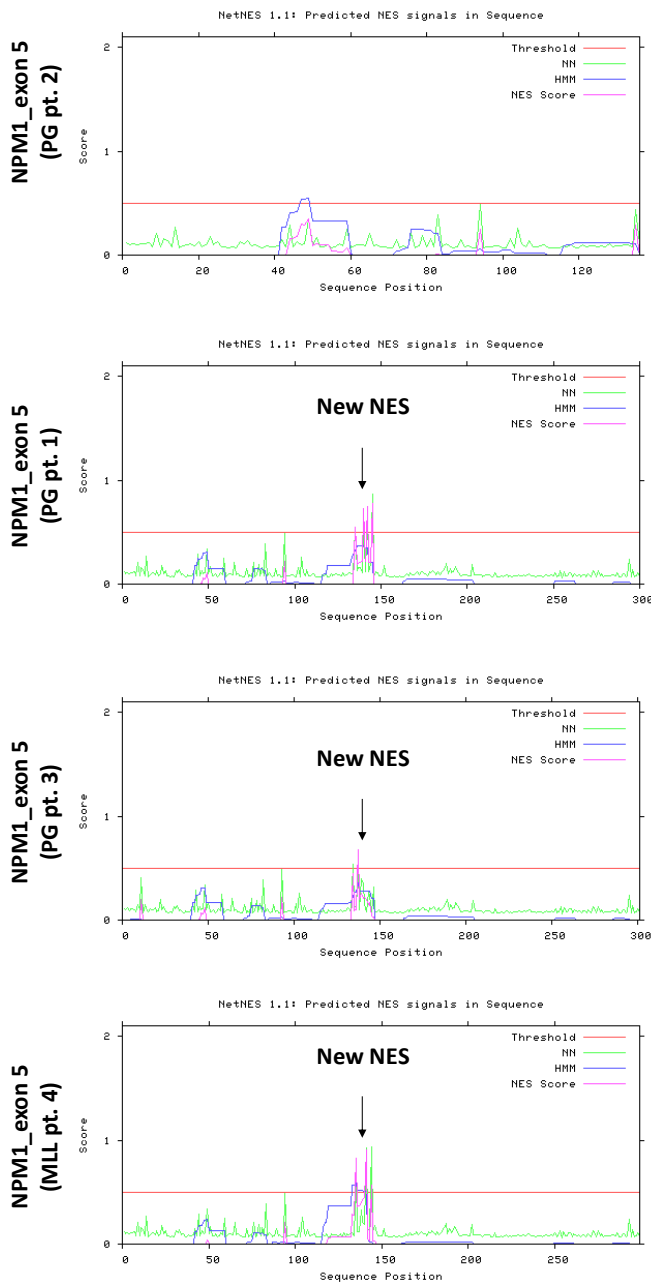 NPM1_exon 5
(PG pt. 2)
NetNES 1.1: Predicted NES signals in Sequence
Threshold
NN
HMM
NES Score
Score
2
1
0
0 20 40 60 80 100 120
Sequence Position
NPM1_exon 5
(PG pt. 1)
NetNES 1.1: Predicted NES signals in Sequence
Threshold
NN
HMM
NES Score
New NES
Score
2
1
0
0 50 100 150 200 250 300
Sequence Position
NPM1_exon 5
(PG pt. 3)
NetNES 1.1: Predicted NES signals in Sequence
Threshold
NN
HMM
NES Score
New NES
Score
2
1
0
0 50 100 150 200 250 300
Sequence Position
NPM1_exon 5
(MLL pt. 4)
NetNES 1.1: Predicted NES signals in Sequence
Threshold
NN
HMM
NES Score
New NES
Score
2
1
0
0 50 100 150 200 250
Sequence Position